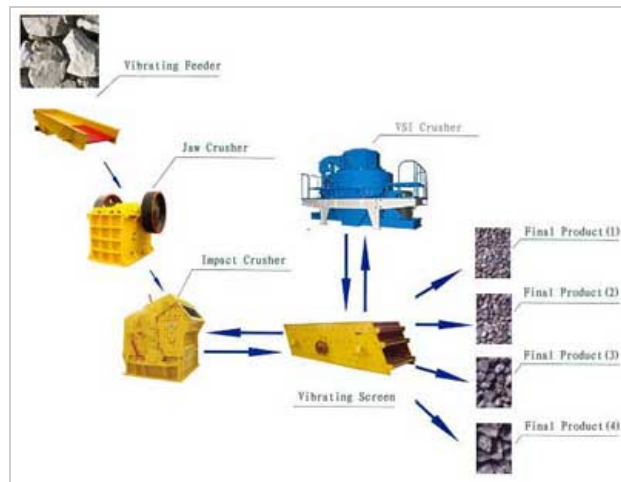 Vibrating Feeder
VSI Crusher
Jaw Crusher
Final Product(1)
Impact Crusher
Final Product(2)
Final Product(3)
Vibrating Screen
Final Product(4)